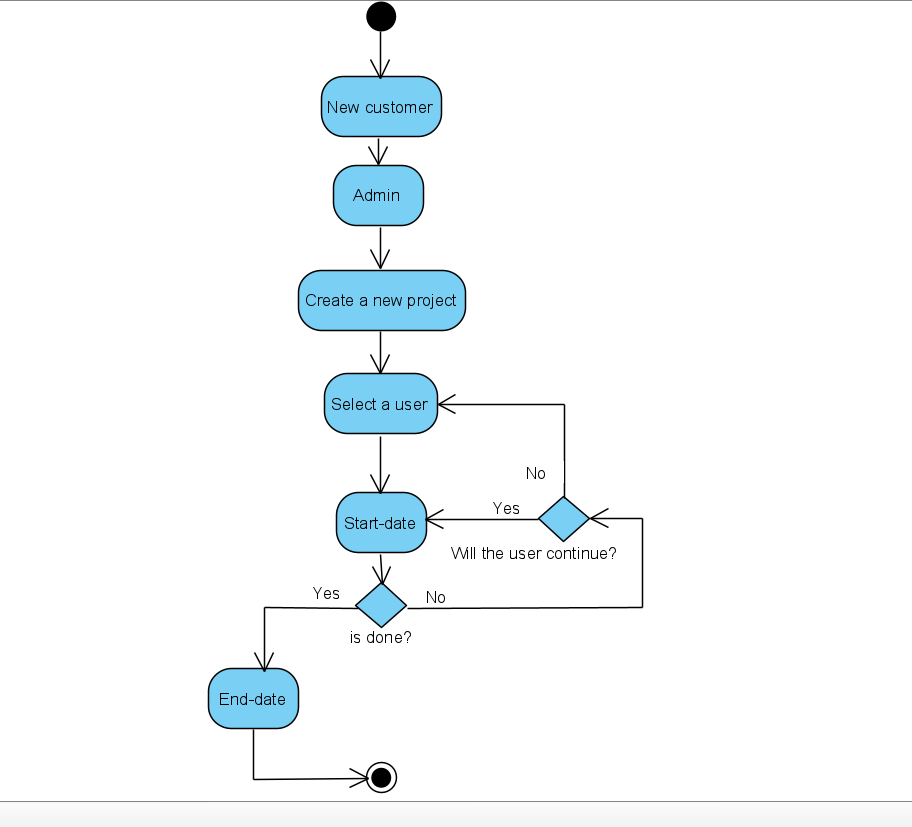 New customer
Admin
Create a new project
Select a user
No
Yes
Start-date
Will the user continue?
Yes
No
is done?
End-date